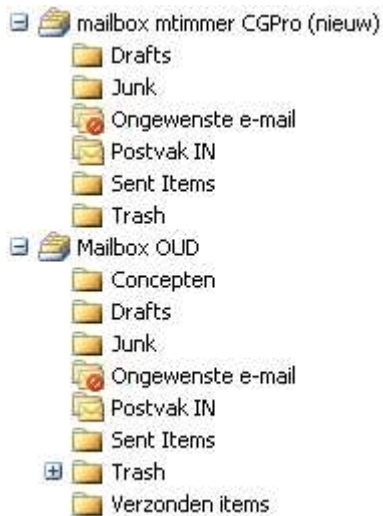 mailbox mtimmer CGPro (nieuw)
Drafts
Junk
Ongewenste e-mail
Postvak IN
Sent Items
Trash
Mailbox OUD
Concepten
Drafts
Junk
Ongewenste e-mail
Postvak IN
Sent Items
Trash
Verzonden items